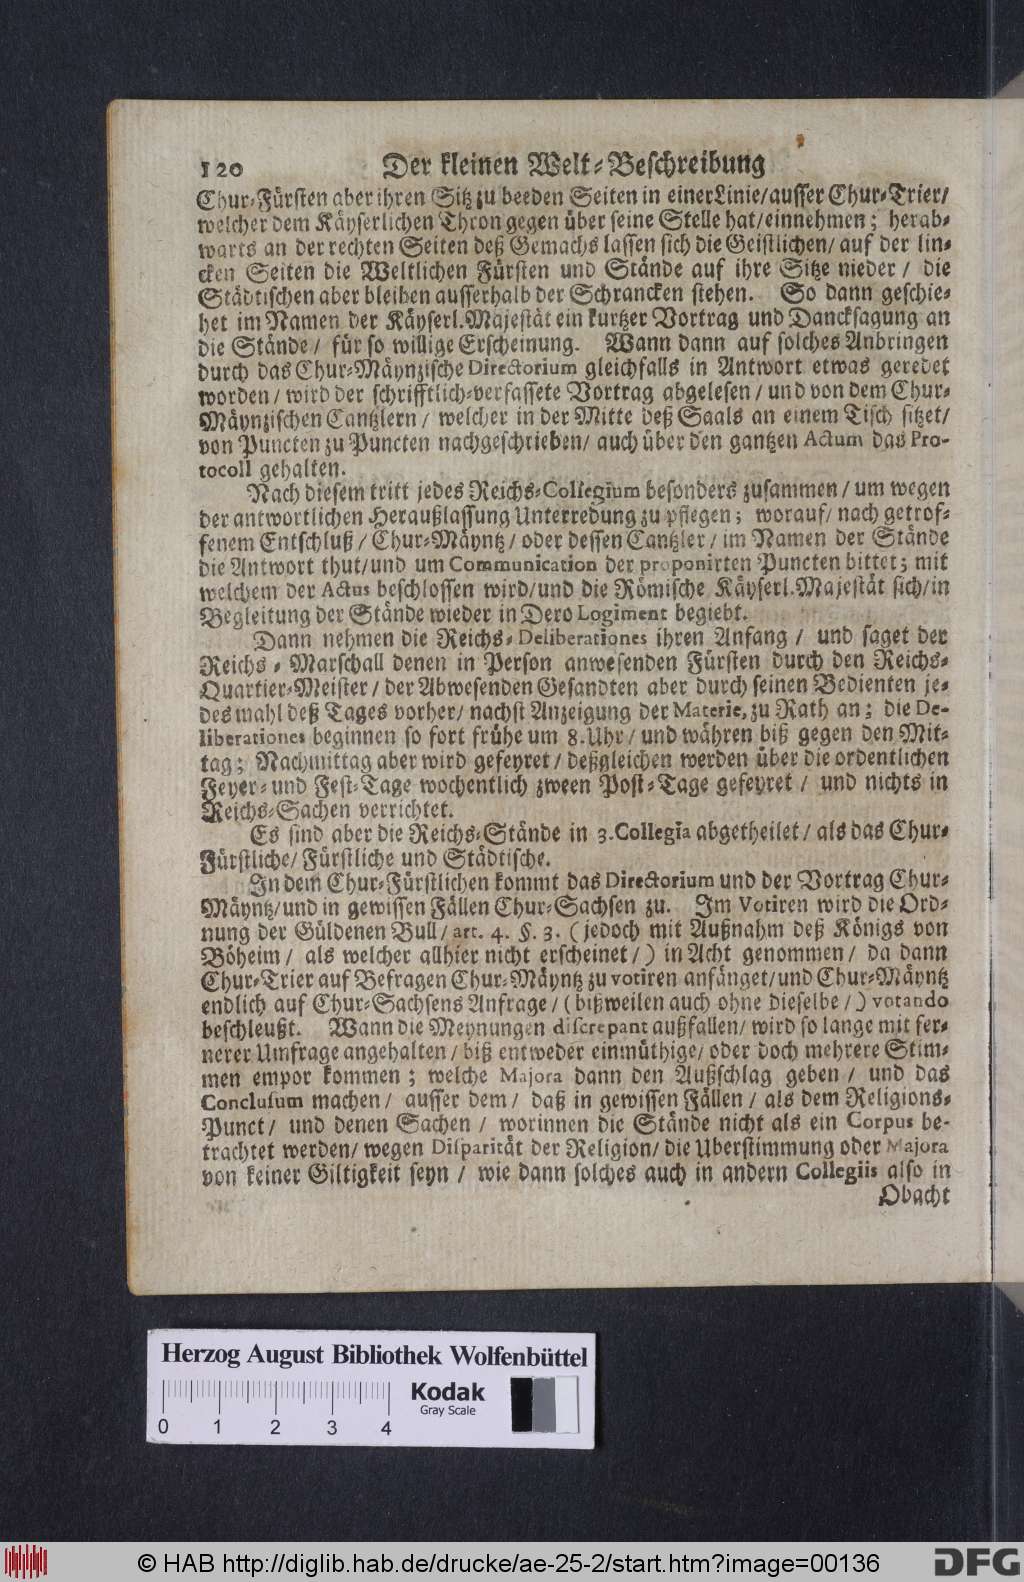 120 Der kleinen Welt-Beschreibung
Chur-Fürsten aber ihren Sitz zu beeden Seiten in einer Linie/ausser Chur-Trier/
welcher dem Käyserlichen Thron gegen über seine Stelle hat/einnehmen; herab-
warts an der rechten Seiten deß Gemachs lassen sich die Geistlichen/ auf der lin-
cken Seiten die Weltlichen Fürsten und Stände auf ihre Sitze nieder / die
Städtischen aber bleiben ausserhalb der Schrancken stehen. So dann geschie-
het im Namen der Käyserl. Majestät ein kurtzer Vortrag und Dancksagung an
die Stände / für so willige Erscheinung. Wann dann auf solches Anbringen
durch das Chur-Mäynzische Directorium gleichfalls in Antwort etwas geredet
worden / wird der schrifftlich-verfassete Vortrag abgelesen / und von dem Chur-
Mäyntzischen Cantzlern / welcher in der Mitte deß Saals an einem Tisch sitzet/
von Puncten zu Puncten nachgeschrieben/ auch über den gantzen Actum das Pro-
tocoll gehalten.
Nach diesem tritt jedes Reichs-Collegium besonders zusammen / um wegen
der antwortlichen Heraußlassung Unterredung zu pflegen; worauf/ nach getrof-
fenem Entschluß / Chur-Mäyntz / oder dessen Cantzler / im Namen der Stände
die Antwort thut/und um Communication der proponirten Puncten bittet; mit
welchem der Actus beschlossen wird/und die Römische Käyserl. Majestät sich/in
Begleitung der Stände wieder in Dero Logiment begiebt.
Dann nehmen die Reichs-Deliberationes ihren Anfang / und saget der
Reichs-Marschall denen in Person anwesenden Fürsten durch den Reichs-
Quartier-Meister / der Abwesenden Gesandten aber durch seinen Bedienten je-
desmahl deß Tages vorher/ nachst Anzeigung der Materie, zu Rath an; die De-
liberationes beginnen so fort frühe um 8. Uhr / und währen biß gegen den Mit-
tag; Nachmittag aber wird gefeyret / deßgleichen werden über die ordentlichen
Feyer- und Fest-Tage wochentlich zween Post-Tage gefeyret / und nichts in
Reichs-Sachen verrichtet.
Es sind aber die Reichs-Stände in 3. Collegia abgetheilet / als das Chur-
Fürstliche/ Fürstliche und Städtische.
In dem Chur-Fürstlichen kommt das Directorium und der Vortrag Chur-
Mäyntz/und in gewissen Fällen Chur-Sachsen zu. Im Votiren wird die Ord-
nung der Güldenen Bull / art. 4. §. 3. (jedoch mit Außnahm deß Königs von
Böheim / als welcher allhier nicht erscheinet /) in Acht genommen / da dann
Chur-Trier auf Befragen Chur-Mäyntz zu votiren anfänget/und Chur-Mäyntz
endlich auf Chur-Sachsens Anfrage / (bißweilen auch ohne dieselbe /) votando
beschleußt. Wann die Meynungen discrepant außfallen/ wird so lange mit fer-
nerer Umfrage angehalten / biß entweder einmüthige/ oder doch mehrere Stim-
men empor kommen ; welche Majora dann den Außschlag geben / und das
Conclusum machen / ausser dem / daß in gewissen Fällen / als dem Religions-
Punct / und denen Sachen / worinnen die Stände nicht als ein Corpus be-
trachtet werden/ wegen Disparität der Religion/ die Uberstimmung oder Majora
von keiner Giltigkeit seyn / wie dann solches auch in andern Collegiis also in
Obacht
Herzog August Bibliothek Wolfenbüttel
Kodak
Gray Scale
0 1 2 3 4
© HAB http://diglib.hab.de/drucke/ae-25-2/start.htm?image=00136
DFG